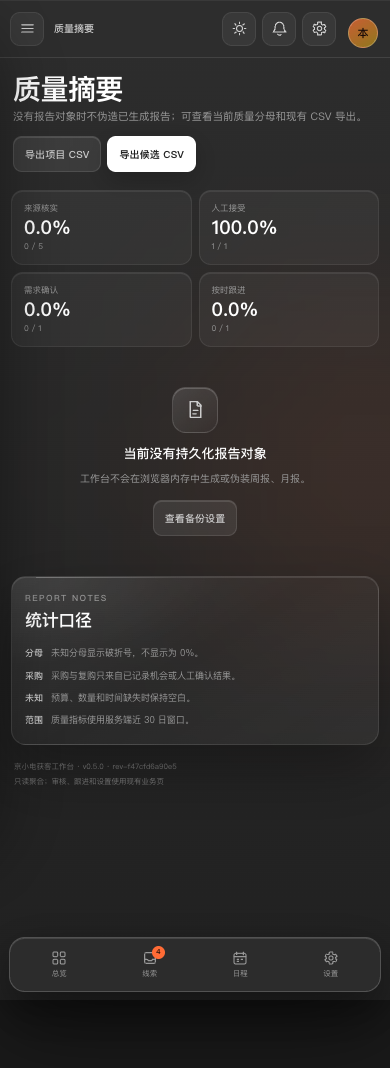 质量摘要
本
质量摘要
没有报告对象时不伪造已生成报告；可查看当前质量分母和现有 CSV 导出。
导出项目 CSV
导出候选 CSV
来源核实
人工接受
0.0%
100.0%
0 / 5
1 / 1
需求确认
按时跟进
0.0%
0.0%
0 / 1
0 / 1
当前没有持久化报告对象
工作台不会在浏览器内存中生成或伪装周报、月报。
查看备份设置
REPORT NOTES
统计口径
分母 未知分母显示破折号，不显示为 0%。
采购 采购与复购只来自已记录机会或人工确认结果。
未知 预算、数量和时间缺失时保持空白。
范围 质量指标使用服务端近 30 日窗口。
京小电获客工作台 · v0.5.0 · rev-f47cfd6a90e5
只读聚合；审核、跟进和设置使用现有业务页
4
总览
线索
日程
设置